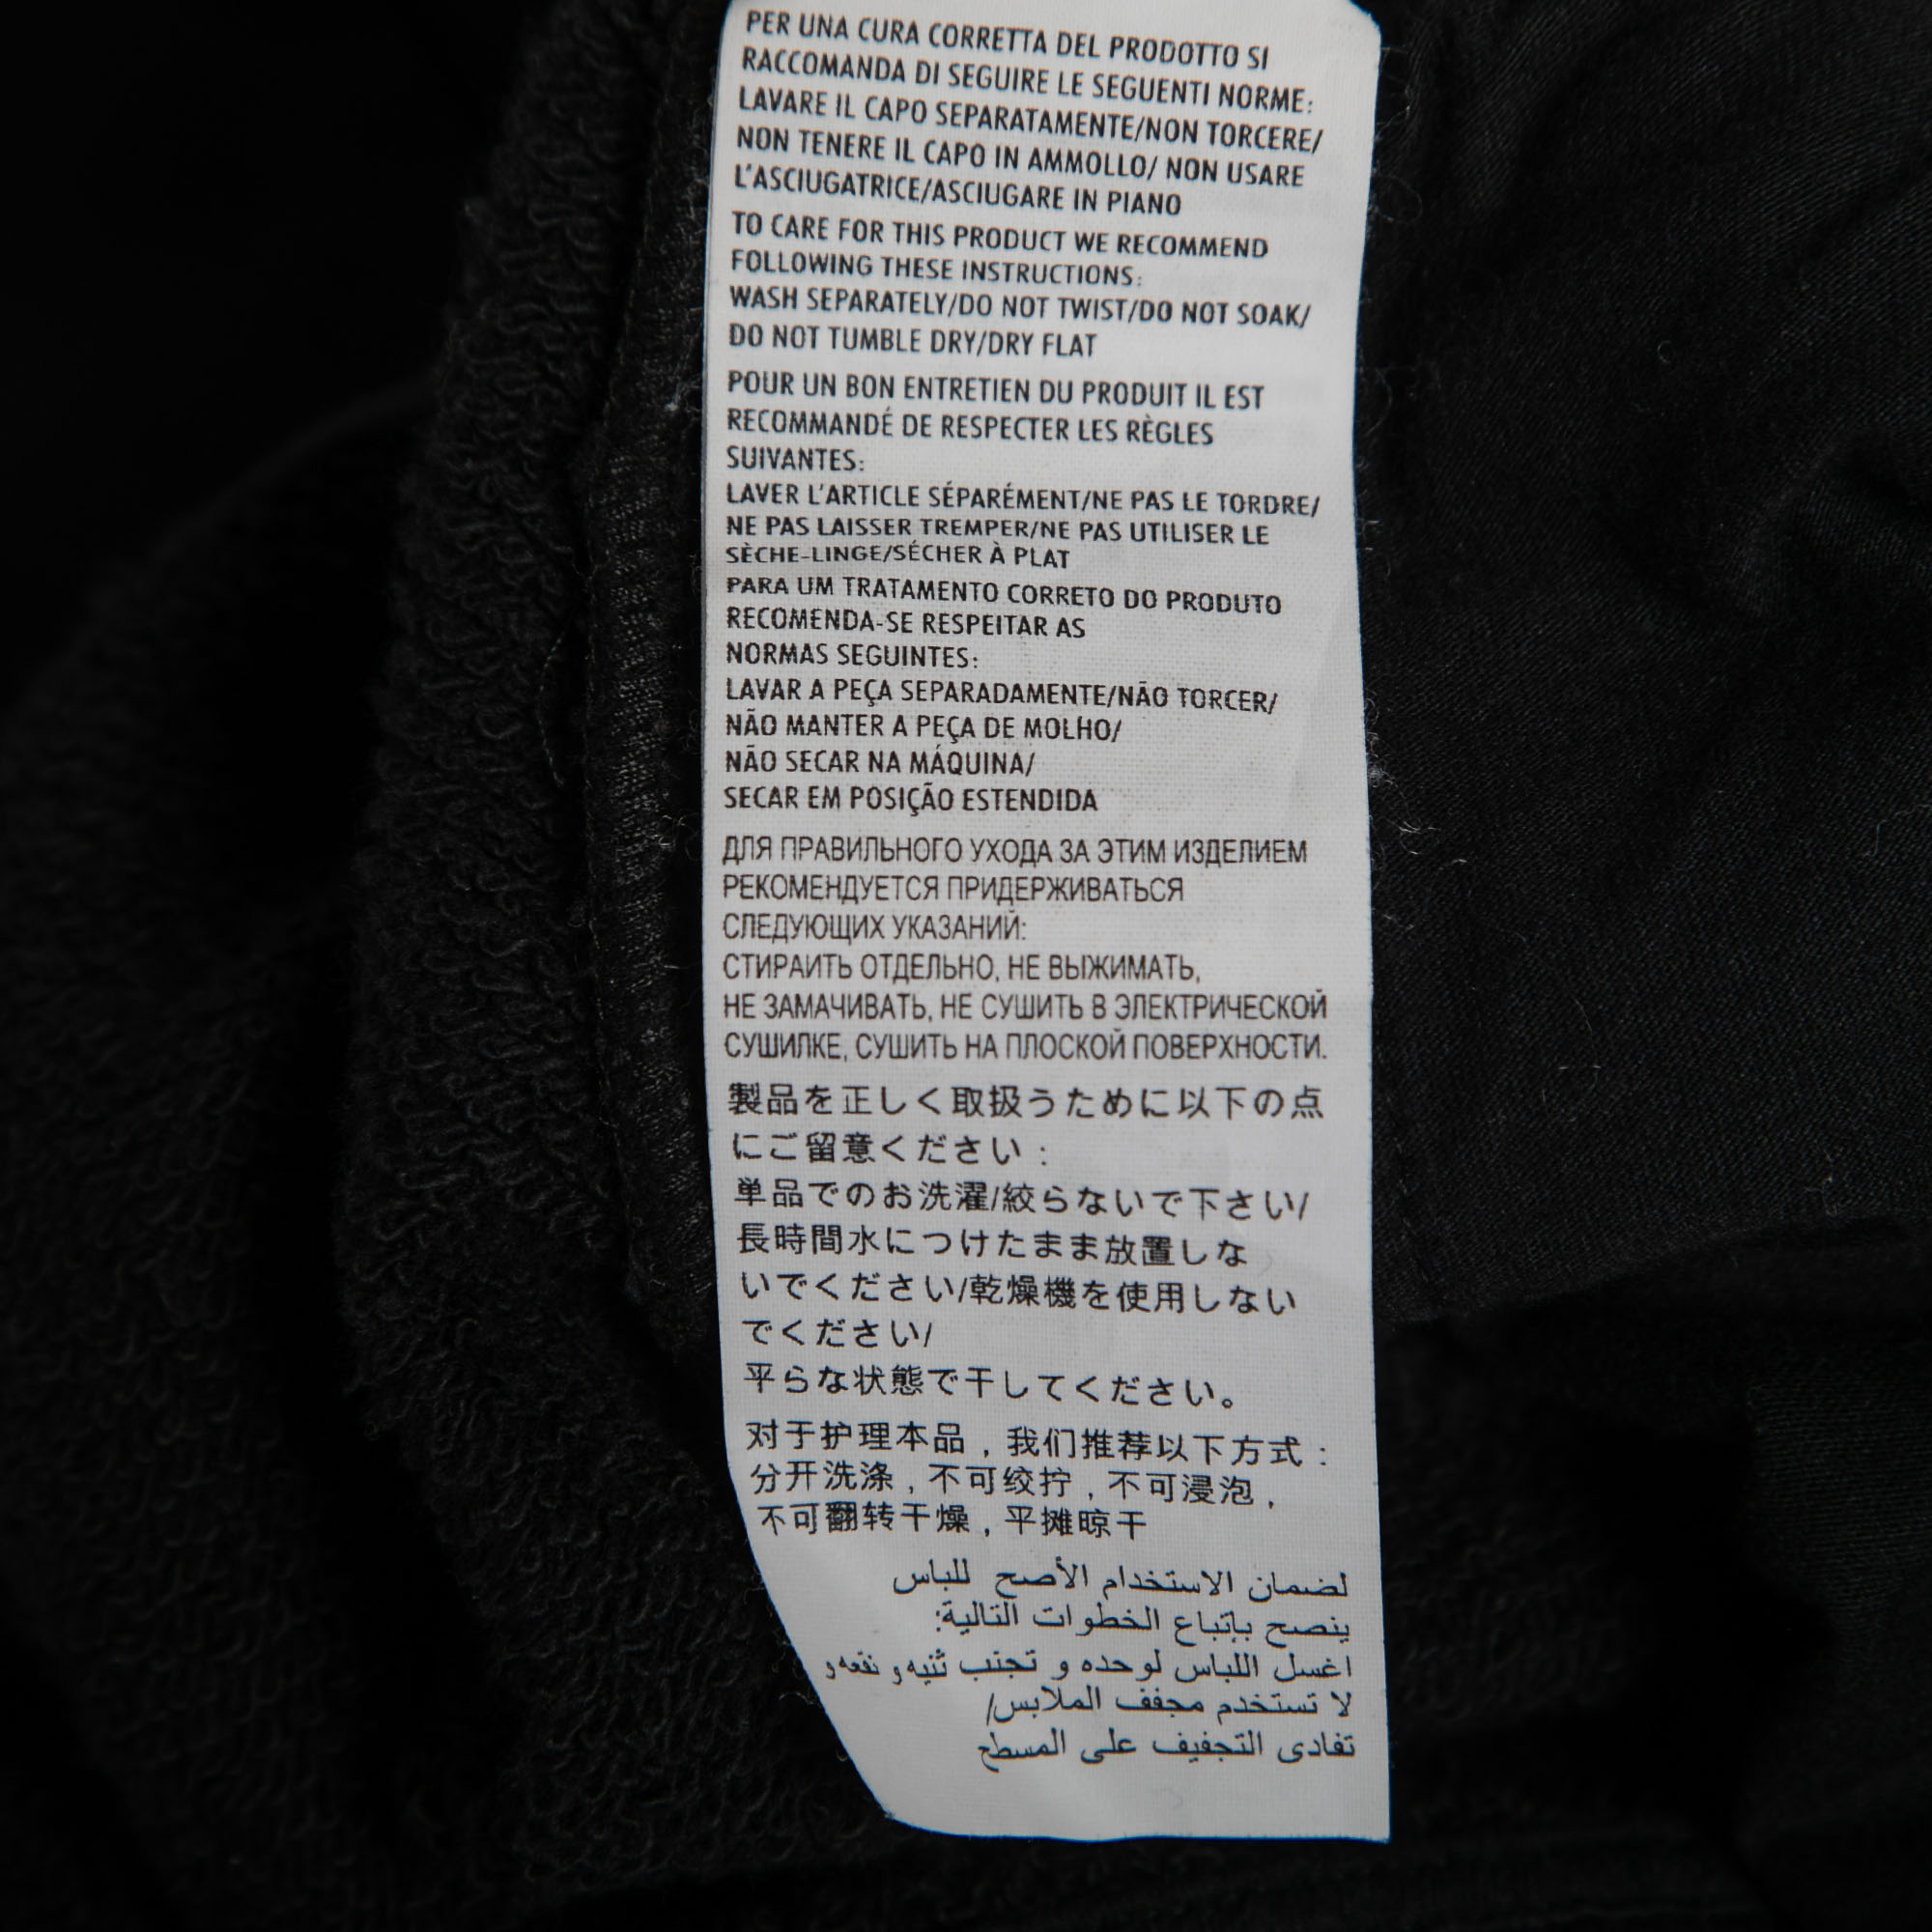 PER UNA CURA CORRETTA DEL PRODOTTO SI
RACCOMANDA DI SEGUIRE LE SEGUENTI NORME:
LAVARE IL CAPO SEPARATAMENTE/NON TORCERE/
NON TENERE IL CAPO IN AMMOLLO/ NON USARE
L'ASCIUGATRICE/ASCIUGARE IN PIANO
TO CARE FOR THIS PRODUCT WE RECOMMEND
FOLLOWING THESE INSTRUCTIONS:
WASH SEPARATELY/DO NOT TWIST/DO NOT SOAK/
DO NOT TUMBLE DRY/DRY FLAT
POUR UN BON ENTRETIEN DU PRODUIT IL EST
RECOMMANDÉ DE RESPECTER LES RÈGLES
SUIVANTES:
LAVER L'ARTICLE SÉPARÉMENT/NE PAS LE TORDRE/
NE PAS LAISSER TREMPER/NE PAS UTILISER LE
SÈCHE-LINGE/SÉCHER À PLAT
PARA UM TRATAMENTO CORRETO DO PRODUTO
RECOMENDA-SE RESPEITAR AS
NORMAS SEGUINTES:
LAVAR A PEÇA SEPARADAMENTE/NÃO TORCER/
NÃO MANTER A PEÇA DE MOLHO/
NÃO SECAR NA MÁQUINA/
SECAR EM POSIÇÃO ESTENDIDA
ДЛЯ ПРАВИЛЬНОГО УХОДА ЗА ЭТИМ ИЗДЕЛИЕМ
РЕКОМЕНДУЕТСЯ ПРИДЕРЖИВАТЬСЯ
СЛЕДУЮЩИХ УКАЗАНИЙ:
СТИРАИТЬ ОТДЕЛЬНО, НЕ ВЫЖИМАТЬ,
НЕ ЗАМАЧИВАТЬ, НЕ СУШИТЬ В ЭЛЕКТРИЧЕСКОЙ
СУШИЛКЕ, СУШИТЬ НА ПЛОСКОЙ ПОВЕРХНОСТИ.
製品を正しく取扱うために以下の点
にご留意ください:
単品でのお洗濯/絞らないで下さい/
長時間水につけたまま放置しな
いでください/乾燥機を使用しない
でください/
平らな状態で干してください。
对于护理本品,我们推荐以下方式:
分开洗涤,不可绞拧,不可浸泡,
不可翻转干燥,平摊晾干
لضمان الاستخدام الأصح للباس
ينصح بإتباع الخطوات التالية:
اغسل اللباس لوحده و تجنب ثنيه و نقعه و
لا تستخدم مجفف الملابس/
تفادى التجفيف على المسطح